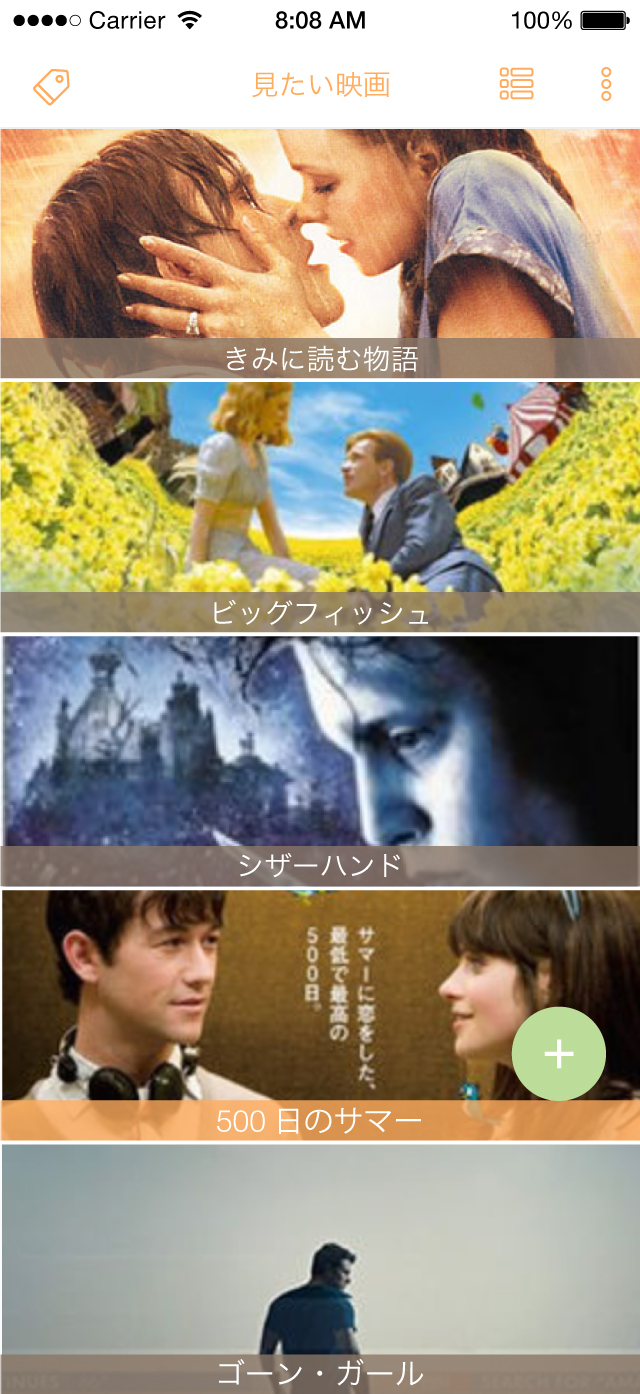 Carrier 8:08 AM 100%
見たい映画
きみに読む物語
ビッグフィッシュ
シザーハンド
サマーに恋をした、
最低で最高の
500日。
500 日のサマー
ゴーン・ガール